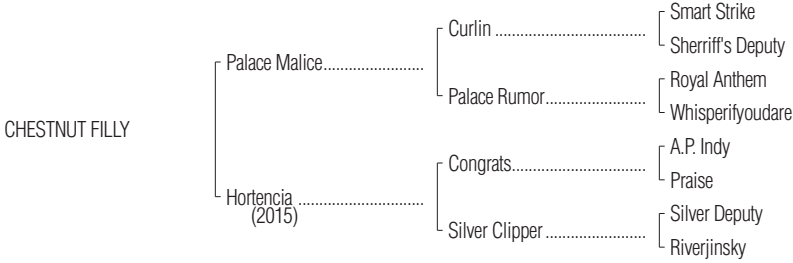 Smart Strike
Curlin ......................................
Sherriff's Deputy
Palace Malice.........................
Royal Anthem
Palace Rumor.........................
Whisperifyoudare
CHESTNUT FILLY
A.P. Indy
Congrats..................................
Praise
Hortencia ...............................
(2015)
Silver Deputy
Silver Clipper .........................
Riverjinsky